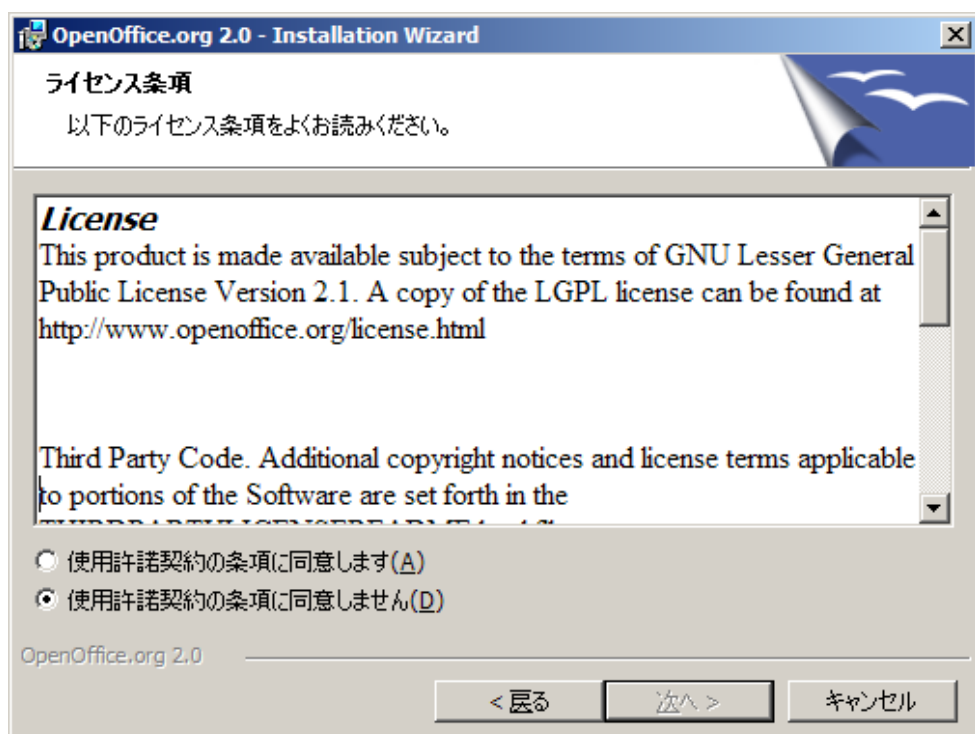 OpenOffice.org 2.0 - Installation Wizard
ライセンス条項
以下のライセンス条項をよくお読みください。
License
This product is made available subject to the terms of GNU Lesser General
Public License Version 2.1. A copy of the LGPL license can be found at
http://www.openoffice.org/license.html
Third Party Code. Additional copyright notices and license terms applicable
to portions of the Software are set forth in the
使用許諾契約の条項に同意します(A)
使用許諾契約の条項に同意しません(D)
OpenOffice.org 2.0
< 戻る
次へ >
キャンセル